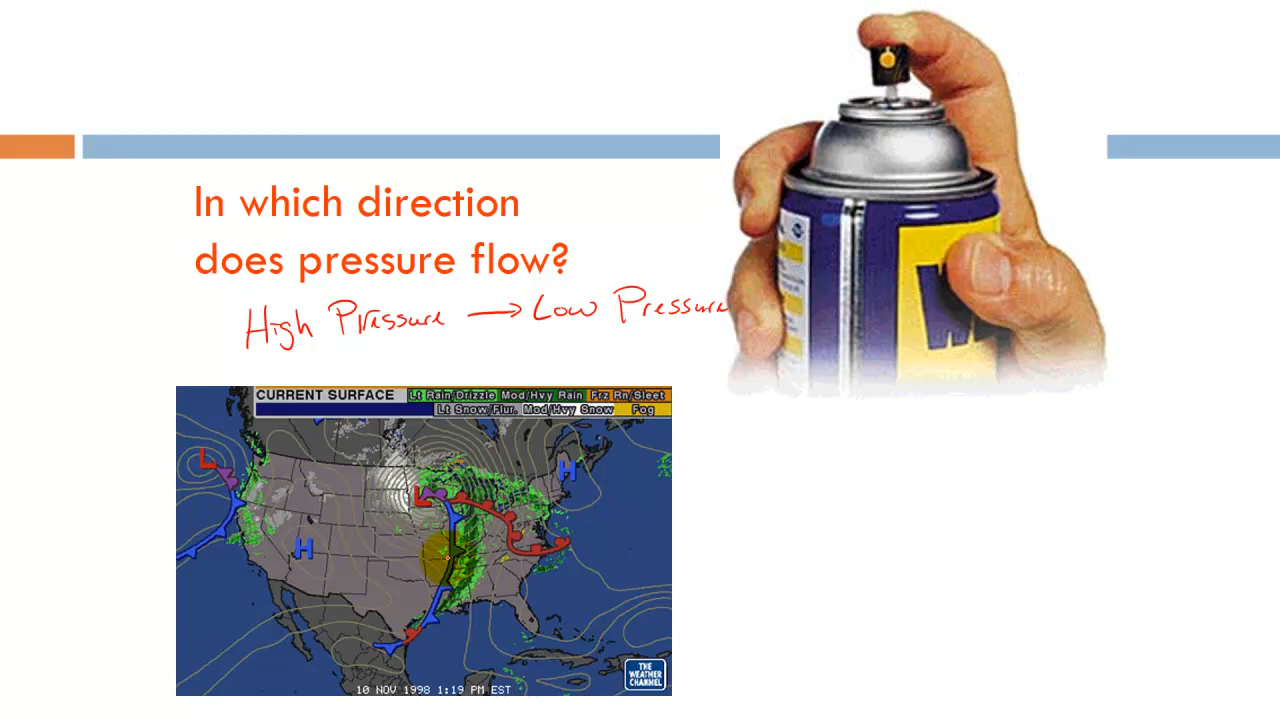 In which direction
does pressure flow?
High Pressure → Low Pressure
W
CURRENT SURFACE Lt Rain/Drizzle Mod/Hvy Rain Frz Rn/Sleet
Lt Snow/Flur. Mod/Hvy Snow Fog
L
H
L
H
THE
WEATHER
CHANNEL
10 NOV 1998 1:19 PM EST